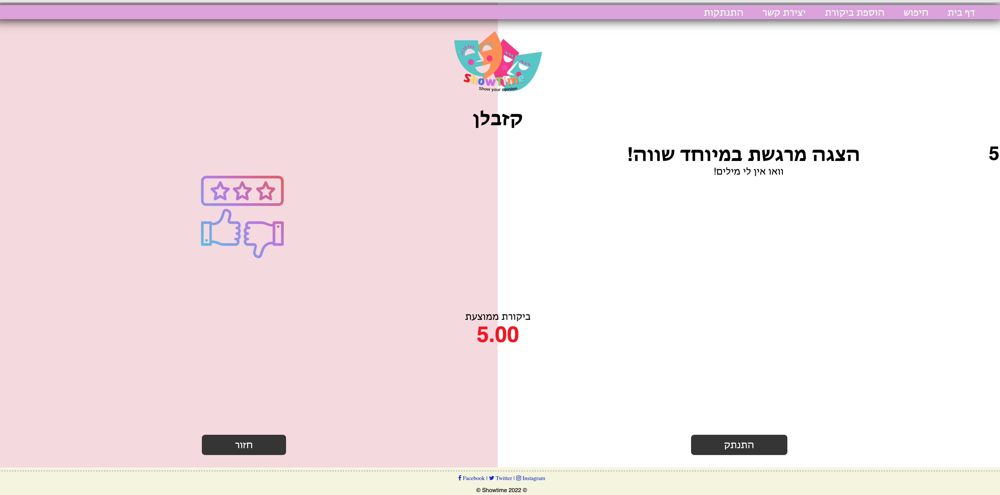 דף בית חיפוש הוספת ביקורת יצירת קשר התנתקות
ShowTime
Show your opinion
קזבלן
5
הצגה מרגשת במיוחד שווה!
וואו אין לי מילים!
ביקורת ממוצעת
5.00
התנתק
חזור
Facebook | Twitter | Instagram
© Showtime 2022 ©